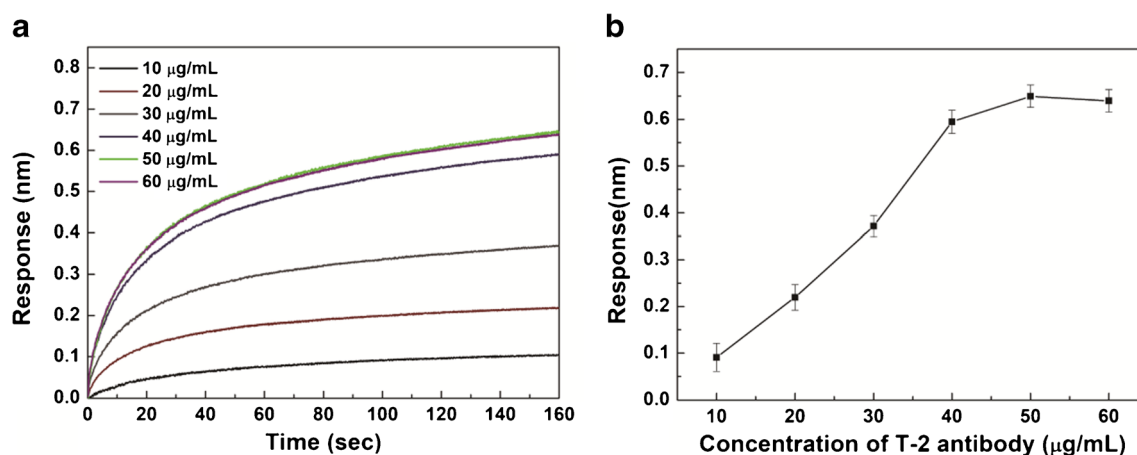 a
0.8
0.7
0.6
0.5
0.4
0.3
0.2
0.1
0.0
Response (nm)
10 μg/mL
20 μg/mL
30 μg/mL
40 μg/mL
50 μg/mL
60 μg/mL
0 20 40 60 80 100 120 140 160
Time (sec)
b
0.7
0.6
0.5
0.4
0.3
0.2
0.1
0.0
Response(nm)
10 20 30 40 50 60
Concentration of T-2 antibody (μg/mL)